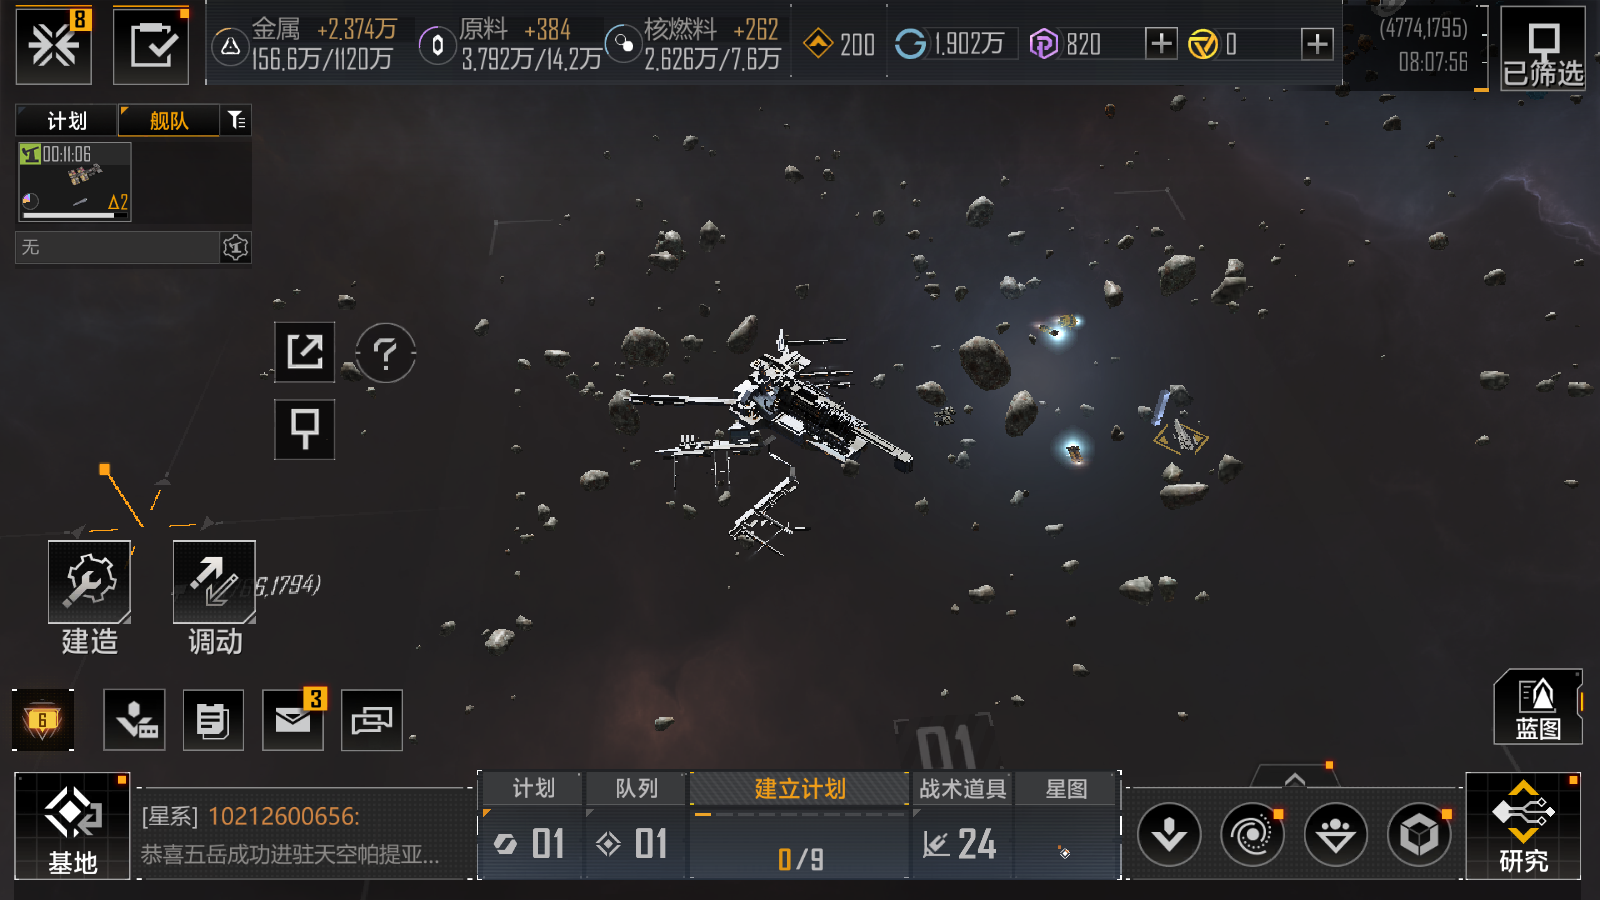 8
金属 +2.374万
156.6万/1120万
原料 +384
3.792万/14.2万
核燃料 +262
2.626万/7.6万
200
1.902万
820
0
(4774,1795)
08:07:56
已筛选
计划
舰队
00:11:06
△2
无
?
6,1794)
建造
调动
6
3
蓝图
01
基地
[星系] 10212600656:
恭喜五岳成功进驻天空帕提亚...
计划
01
队列
01
建立计划
0/9
战术道具
24
星图
研究